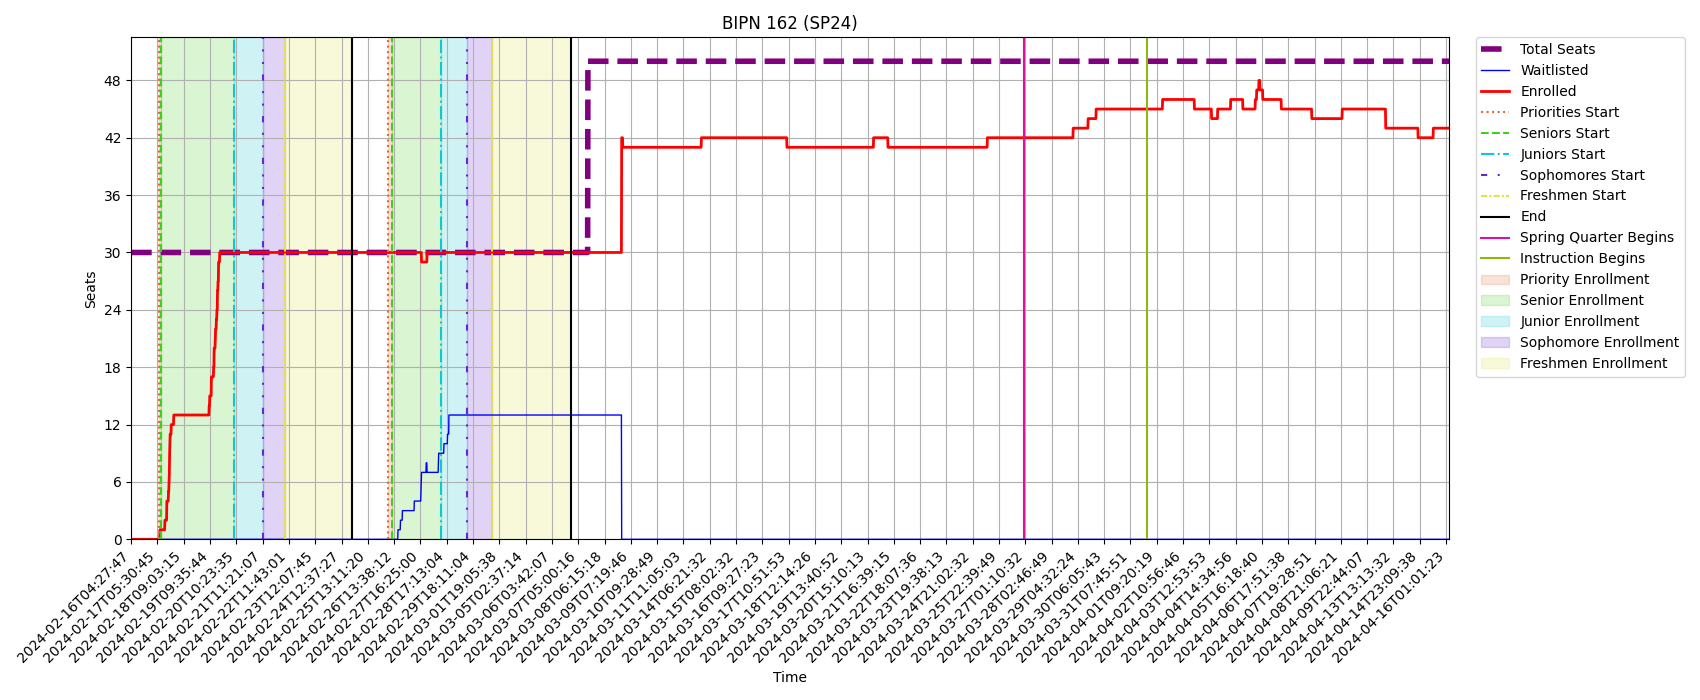 BIPN 162 (SP24)
Seats
48
42
36
30
24
18
12
6
0
2024-02-16T04:27:47
2024-02-17T05:30:45
2024-02-18T09:03:15
2024-02-19T09:35:44
2024-02-20T10:23:35
2024-02-21T11:21:07
2024-02-22T11:43:01
2024-02-23T12:07:45
2024-02-24T12:37:27
2024-02-25T13:11:20
2024-02-26T13:38:12
2024-02-27T16:25:00
2024-02-28T17:13:04
2024-02-29T18:11:04
2024-03-01T19:05:38
2024-03-05T02:37:14
2024-03-06T03:42:07
2024-03-07T05:00:16
2024-03-08T06:15:18
2024-03-09T07:19:46
2024-03-10T09:28:49
2024-03-11T11:05:03
2024-03-14T06:21:32
2024-03-15T08:02:32
2024-03-16T09:27:23
2024-03-17T10:51:53
2024-03-18T12:14:26
2024-03-19T13:40:52
2024-03-20T15:10:13
2024-03-21T16:39:15
2024-03-22T18:07:36
2024-03-23T19:38:13
2024-03-24T21:02:32
2024-03-25T22:39:49
2024-03-27T01:10:32
2024-03-28T02:46:49
2024-03-29T04:32:24
2024-03-30T06:05:43
2024-03-31T07:45:51
2024-04-01T09:20:19
2024-04-02T10:56:46
2024-04-03T12:53:53
2024-04-04T14:34:56
2024-04-05T16:18:40
2024-04-06T17:51:38
2024-04-07T19:28:51
2024-04-08T21:06:21
2024-04-09T22:44:07
2024-04-13T13:13:32
2024-04-14T23:09:38
2024-04-16T01:01:23
Time
Total Seats
Waitlisted
Enrolled
Priorities Start
Seniors Start
Juniors Start
Sophomores Start
Freshmen Start
End
Spring Quarter Begins
Instruction Begins
Priority Enrollment
Senior Enrollment
Junior Enrollment
Sophomore Enrollment
Freshmen Enrollment